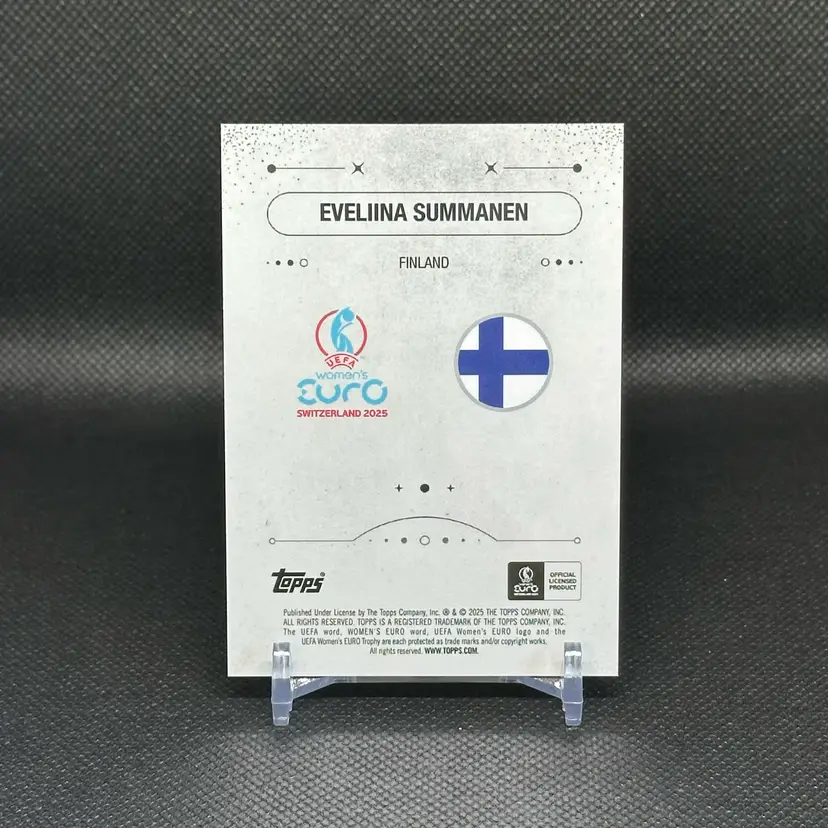 EVELIINA SUMMANEN
FINLAND
UEFA
women's
EURO
SWITZERLAND 2025
topps®
EURO
SWITZERLAND 2025
OFFICIAL
LICENSED
PRODUCT
Published Under License by The Topps Company, Inc. ® & © 2025 THE TOPPS COMPANY, INC.
ALL RIGHTS RESERVED. TOPPS IS A REGISTERED TRADEMARK OF THE TOPPS COMPANY, INC.
The UEFA word, WOMEN'S EURO word, UEFA Women's EURO logo and the
UEFA Women's EURO Trophy are each protected as trade marks and/or copyright works.
All rights reserved. WWW.TOPPS.COM.